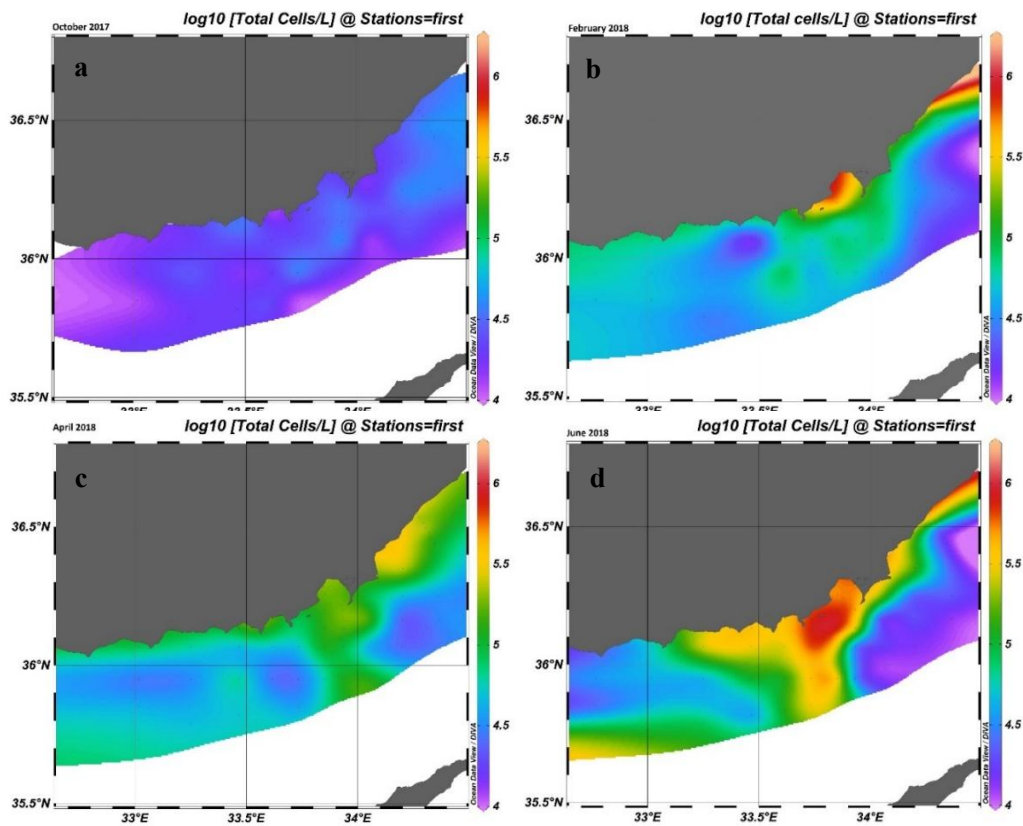 log10 [Total Cells/L] @ Stations=first
October 2017
a
36.5°N
36°N
35.5°N
33°E
33.5°E
34°E
6
5.5
5
4.5
4
Ocean Data View / DIVA
log10 [Total cells/L] @ Stations=first
February 2018
b
36.5°N
36°N
35.5°N
33°E
33.5°E
34°E
6
5.5
5
4.5
4
Ocean Data View / DIVA
log10 [Total Cells/L] @ Stations=first
April 2018
c
36.5°N
36°N
35.5°N
33°E
33.5°E
34°E
6
5.5
5
4.5
4
Ocean Data View / DIVA
log10 [Total Cells/L] @ Stations=first
June 2018
d
36.5°N
36°N
35.5°N
33°E
33.5°E
34°E
6
5.5
5
4.5
4
Ocean Data View / DIVA